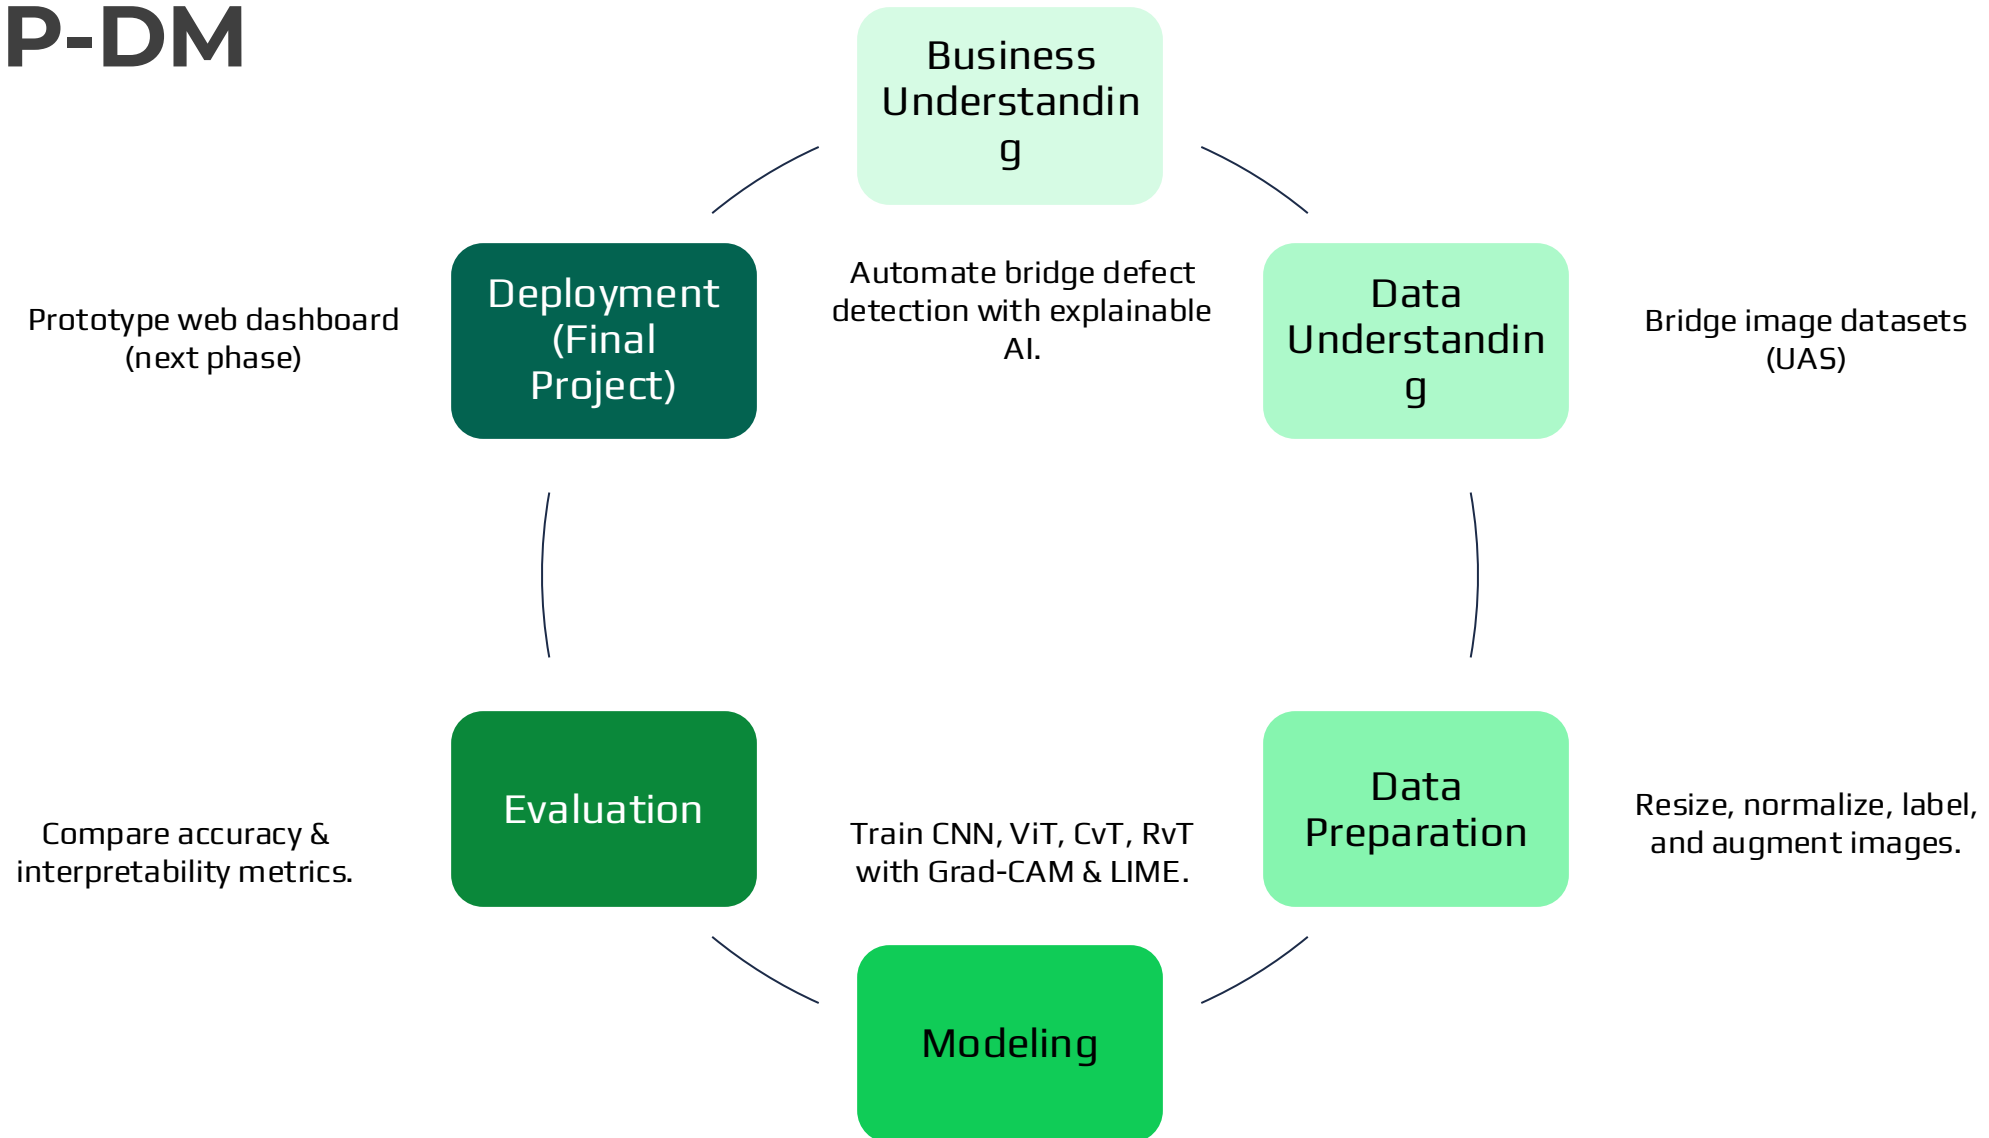 P-DM
Business
Understandin
g
Automate bridge defect
detection with explainable
AI.
Data
Understandin
g
Bridge image datasets
(UAS)
Data
Preparation
Resize, normalize, label,
and augment images.
Modeling
Train CNN, ViT, CvT, RvT
with Grad-CAM & LIME.
Evaluation
Compare accuracy &
interpretability metrics.
Deployment
(Final
Project)
Prototype web dashboard
(next phase)